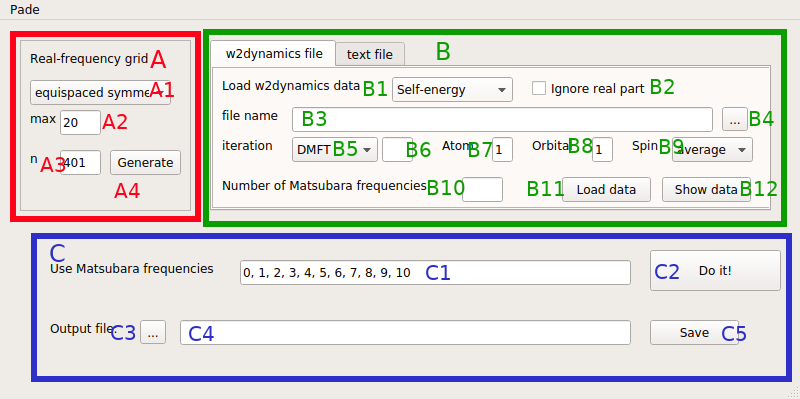 Pade
Real-frequency grid A
equispaced symme A1
max 20 A2
n A3 401 Generate
A4
w2dynamics file text file B
Load w2dynamics data B1 Self-energy Ignore real part B2
file name B3 ... B4
iteration DMFT B5 B6 Atom B7 1 Orbital B8 1 Spin B9 average
Number of Matsubara frequencies B10 B11 Load data Show data B12
C
Use Matsubara frequencies 0, 1, 2, 3, 4, 5, 6, 7, 8, 9, 10 C1 C2 Do it!
Output file: C3 ... C4 Save C5